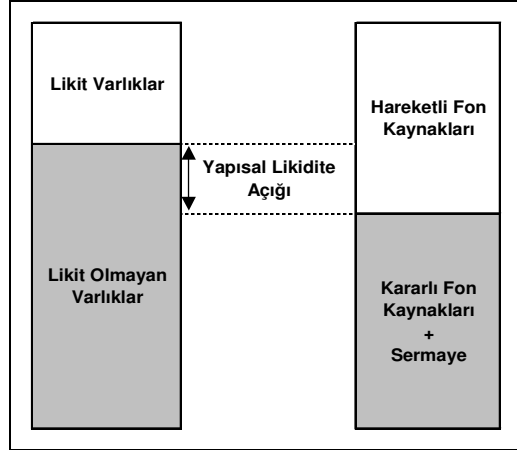 Likit Varlıklar
Hareketli Fon
Kaynakları
Yapısal Likidite
Açığı
Likit Olmayan
Varlıklar
Kararlı Fon
Kaynakları
+
Sermaye